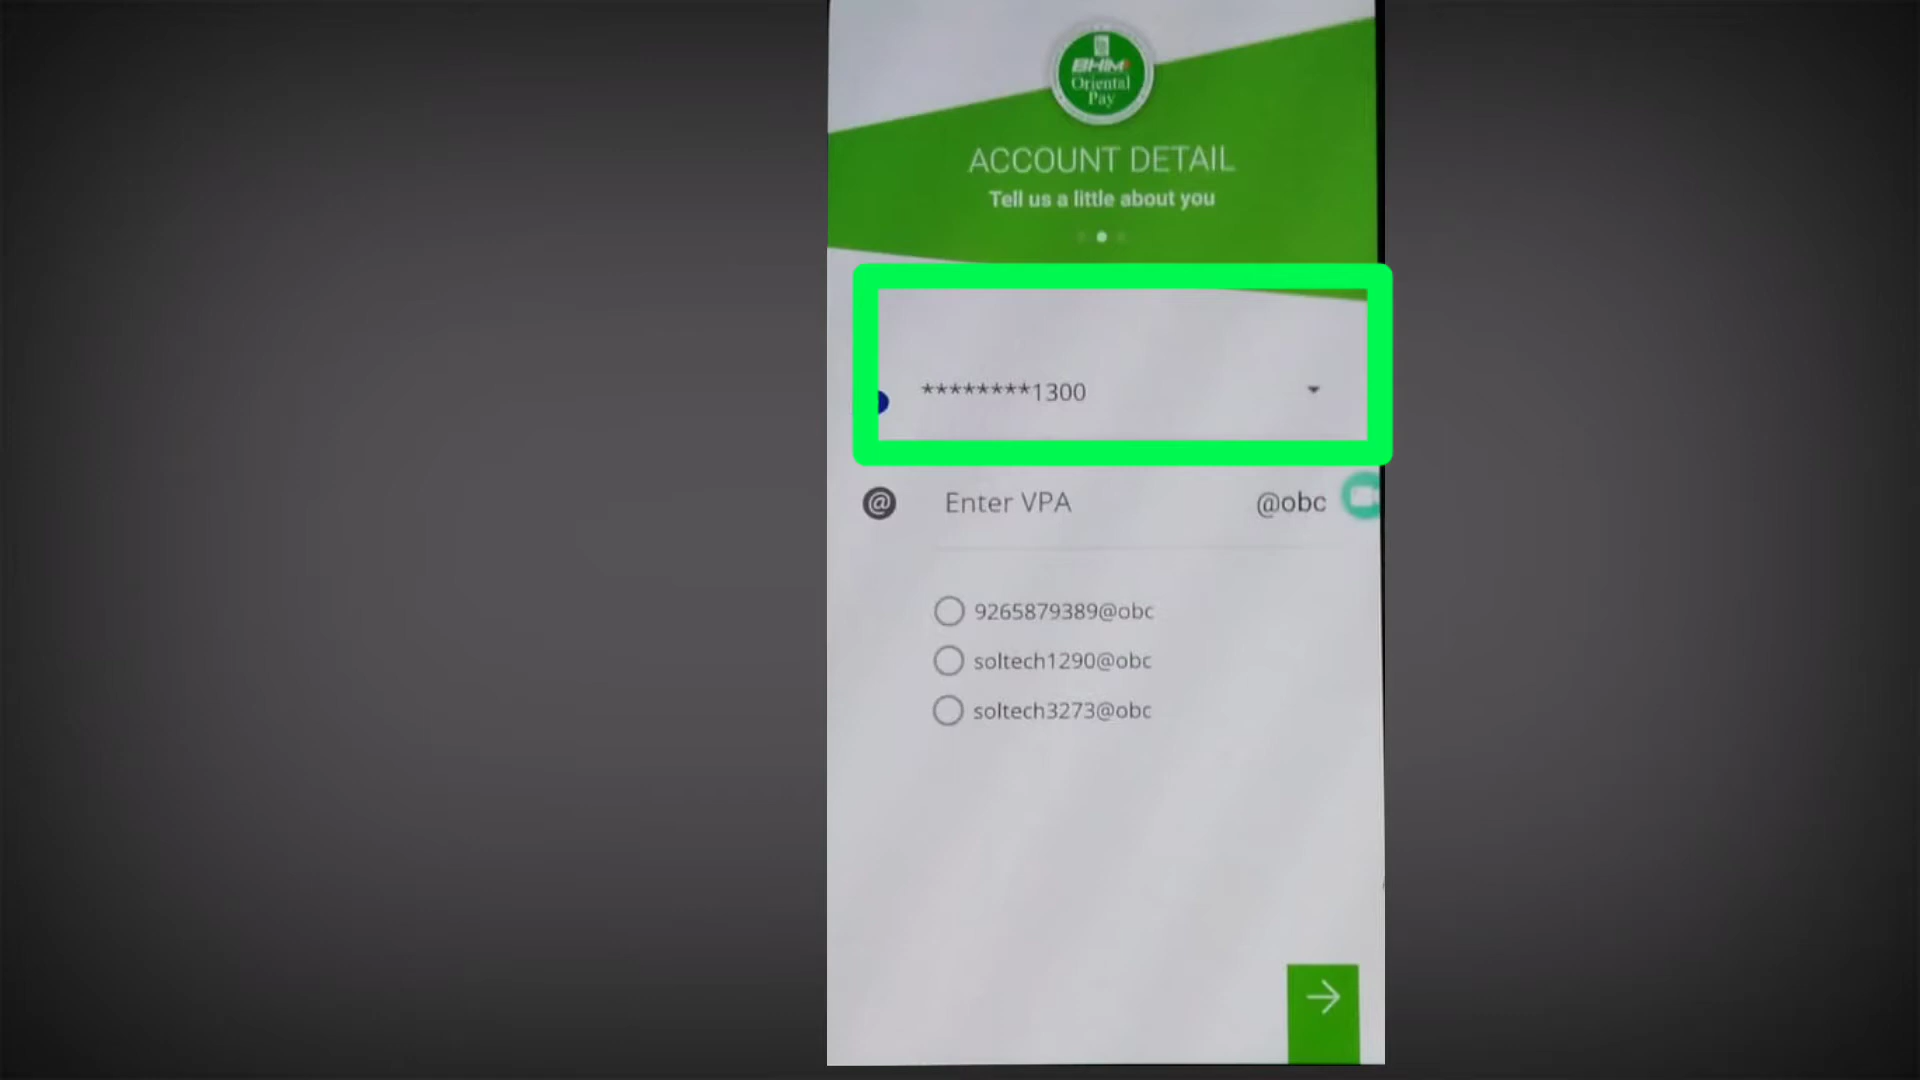 BHIM
Oriental
Pay
ACCOUNT DETAIL
Tell us a little about you
********1300
@ Enter VPA @obc
9265879389@obc
soltech1290@obc
soltech3273@obc